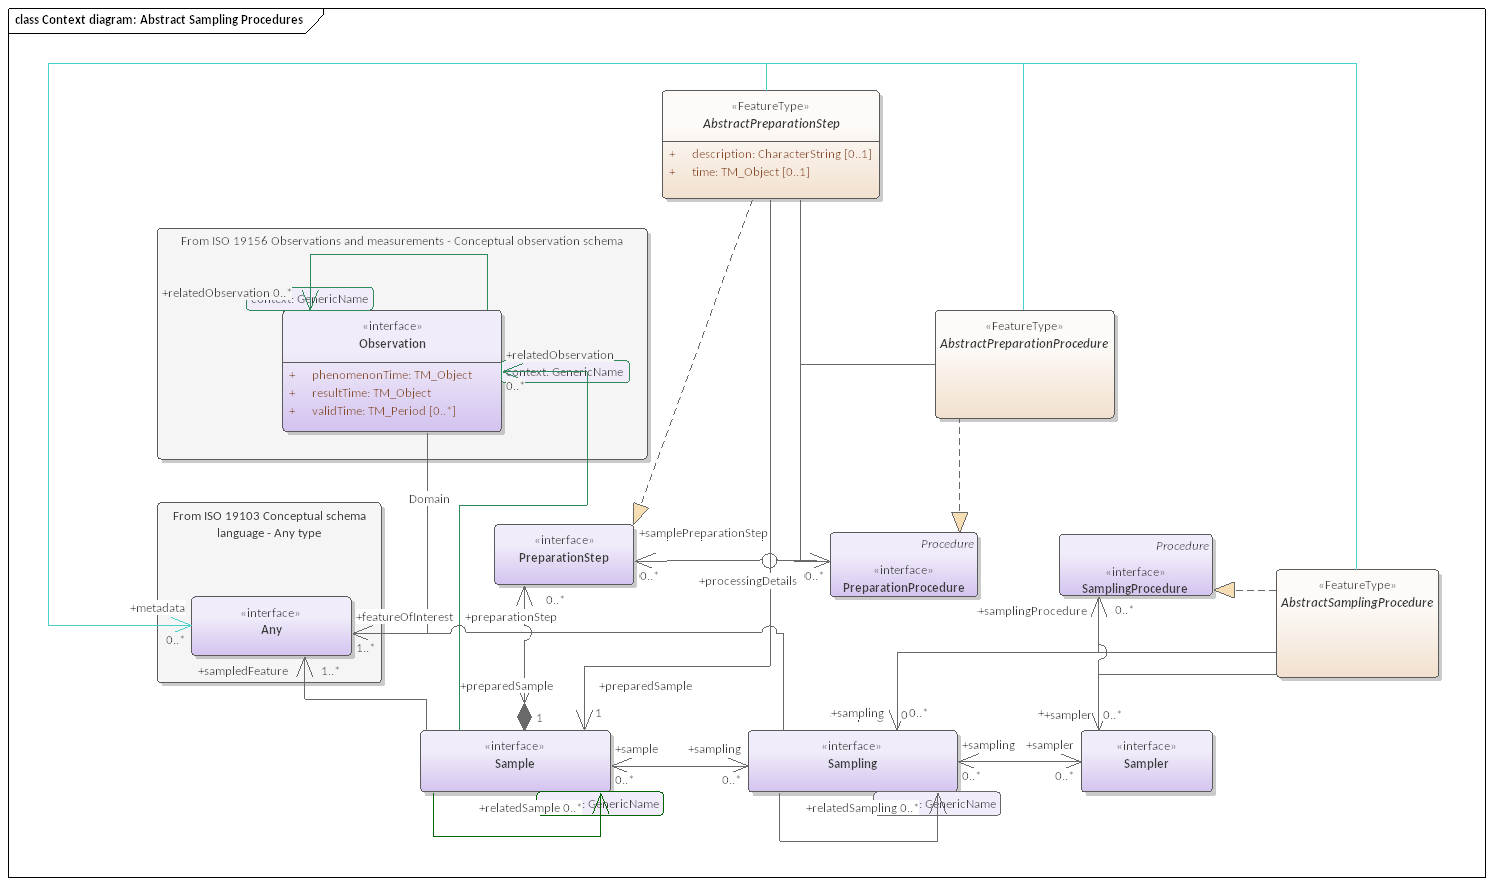 class Context diagram: Abstract Sampling Procedures
«FeatureType»
AbstractPreparationStep
+ description: CharacterString [0..1]
+ time: TM_Object [0..1]
From ISO 19156 Observations and measurements - Conceptual observation schema
+relatedObservation 0..*
context: GenericName
«interface»
Observation
+ phenomenonTime: TM_Object
+ resultTime: TM_Object
+ validTime: TM_Period [0..*]
+relatedObservation
context: GenericName
0..*
«FeatureType»
AbstractPreparationProcedure
Domain
From ISO 19103 Conceptual schema
language - Any type
«interface»
Any
+metadata
0..*
+featureOfInterest
1..*
+sampledFeature
1..*
«interface»
PreparationStep
+samplePreparationStep
0..*
+processingDetails
0..*
Procedure
«interface»
PreparationProcedure
Procedure
«interface»
SamplingProcedure
«FeatureType»
AbstractSamplingProcedure
+samplingProcedure
0..*
0..*
+preparationStep
+preparedSample
1
+preparedSample
1
+sampling
0..*
+sampler
0..*
«interface»
Sample
+sample
0..*
+sampling
0..*
«interface»
Sampling
+sampling
0..*
+sampler
0..*
«interface»
Sampler
+relatedSample 0..*
: GenericName
+relatedSampling 0..*
: GenericName